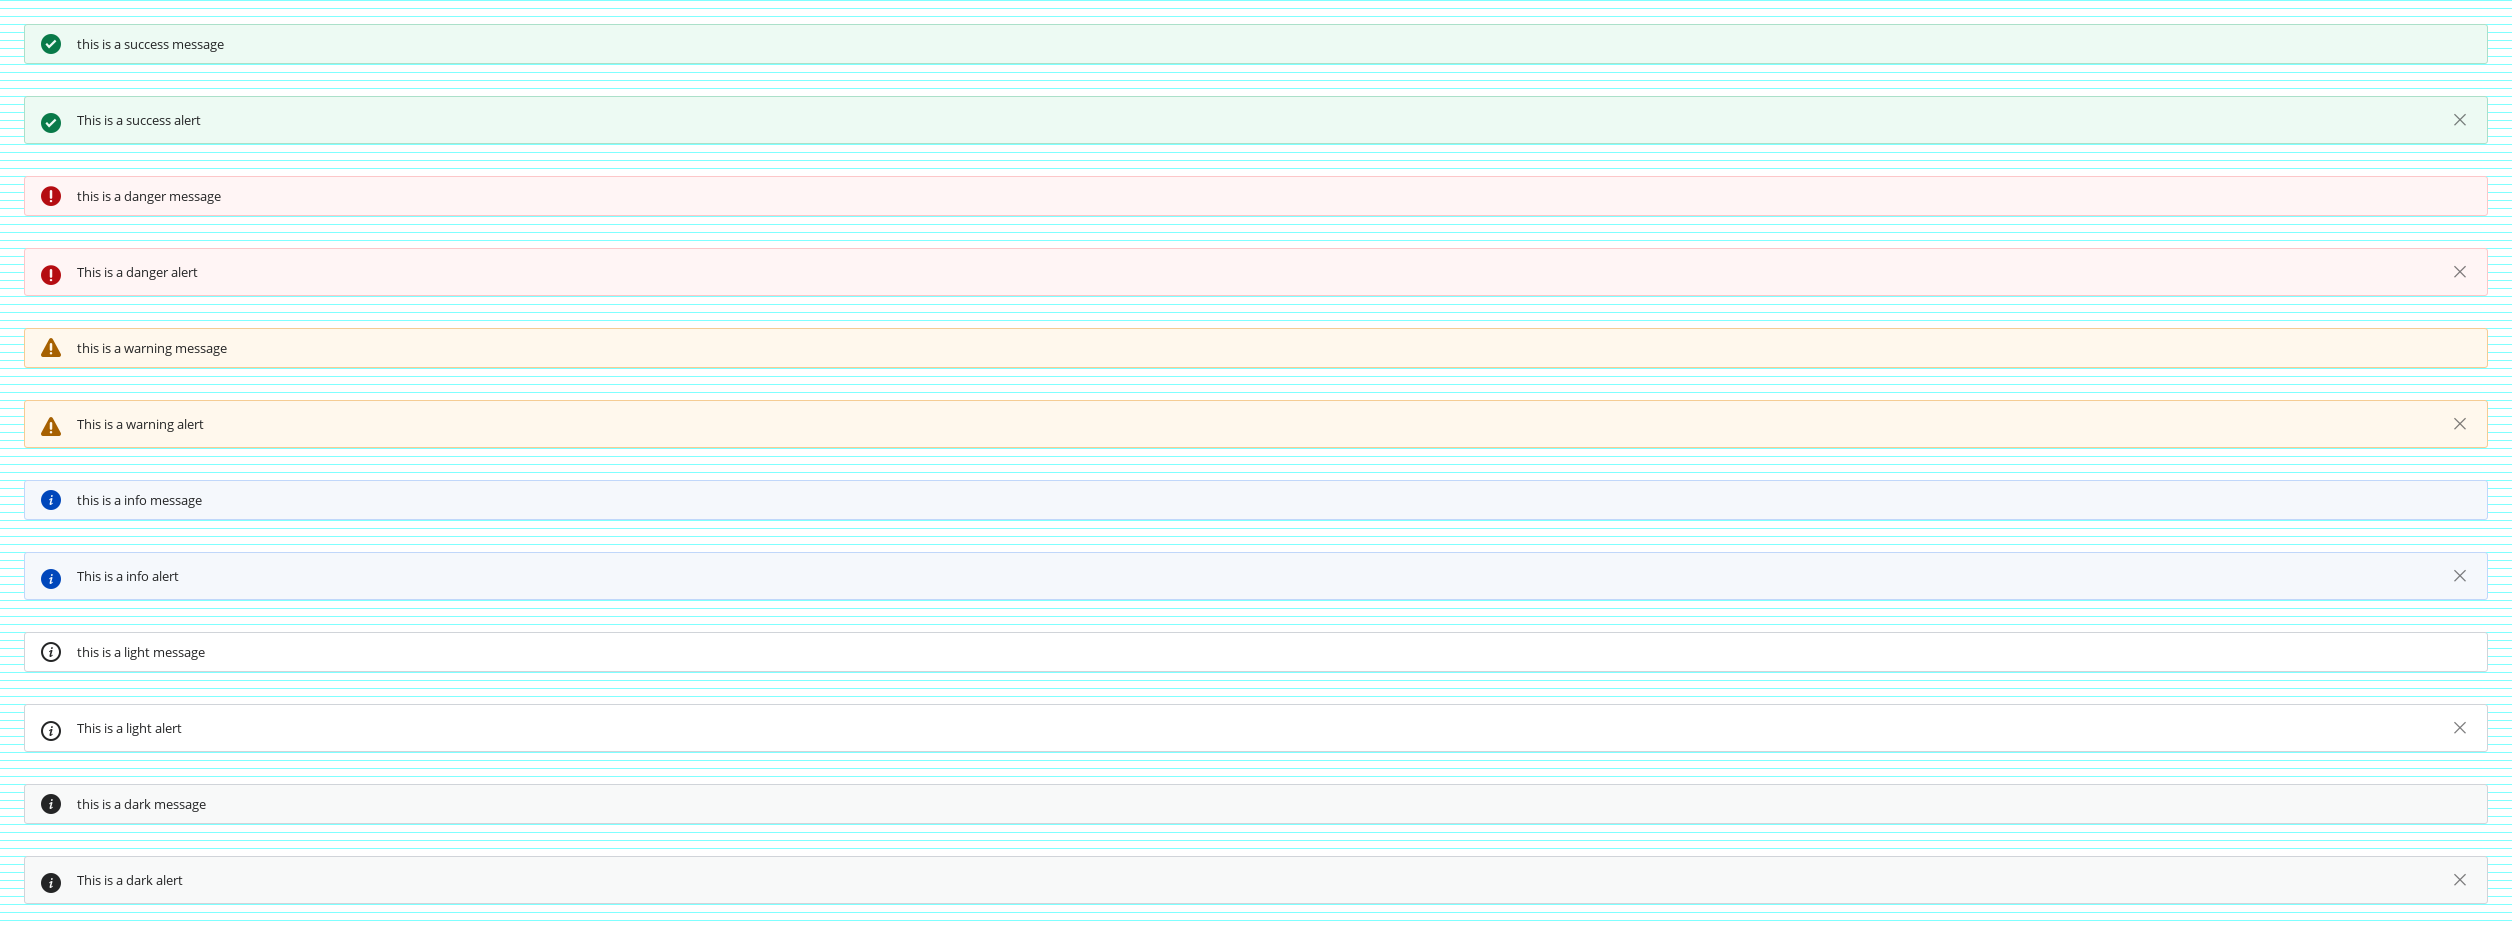 this is a success message
This is a success alert
this is a danger message
This is a danger alert
this is a warning message
This is a warning alert
this is a info message
This is a info alert
this is a light message
This is a light alert
this is a dark message
This is a dark alert